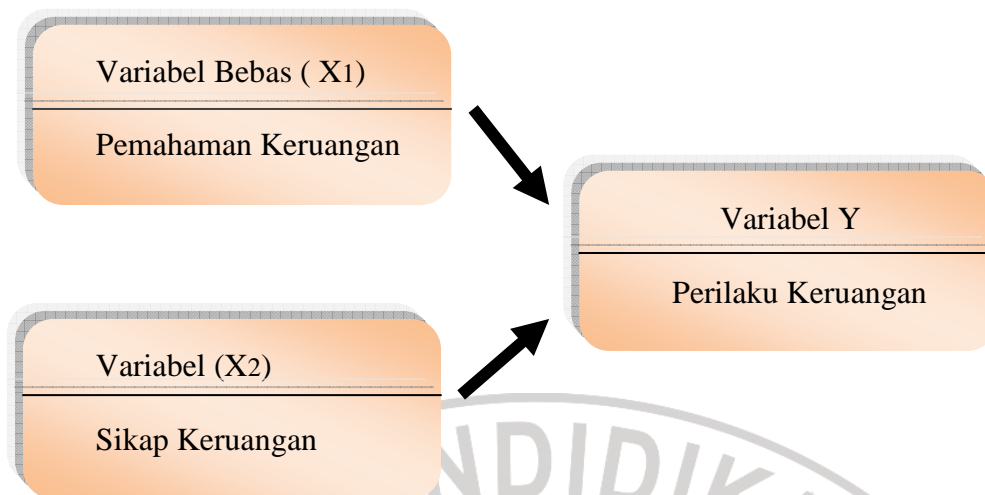 Variabel Bebas ( X1)
Pemahaman Keruangan
Variabel Y
Perilaku Keruangan
Variabel (X2)
Sikap Keruangan